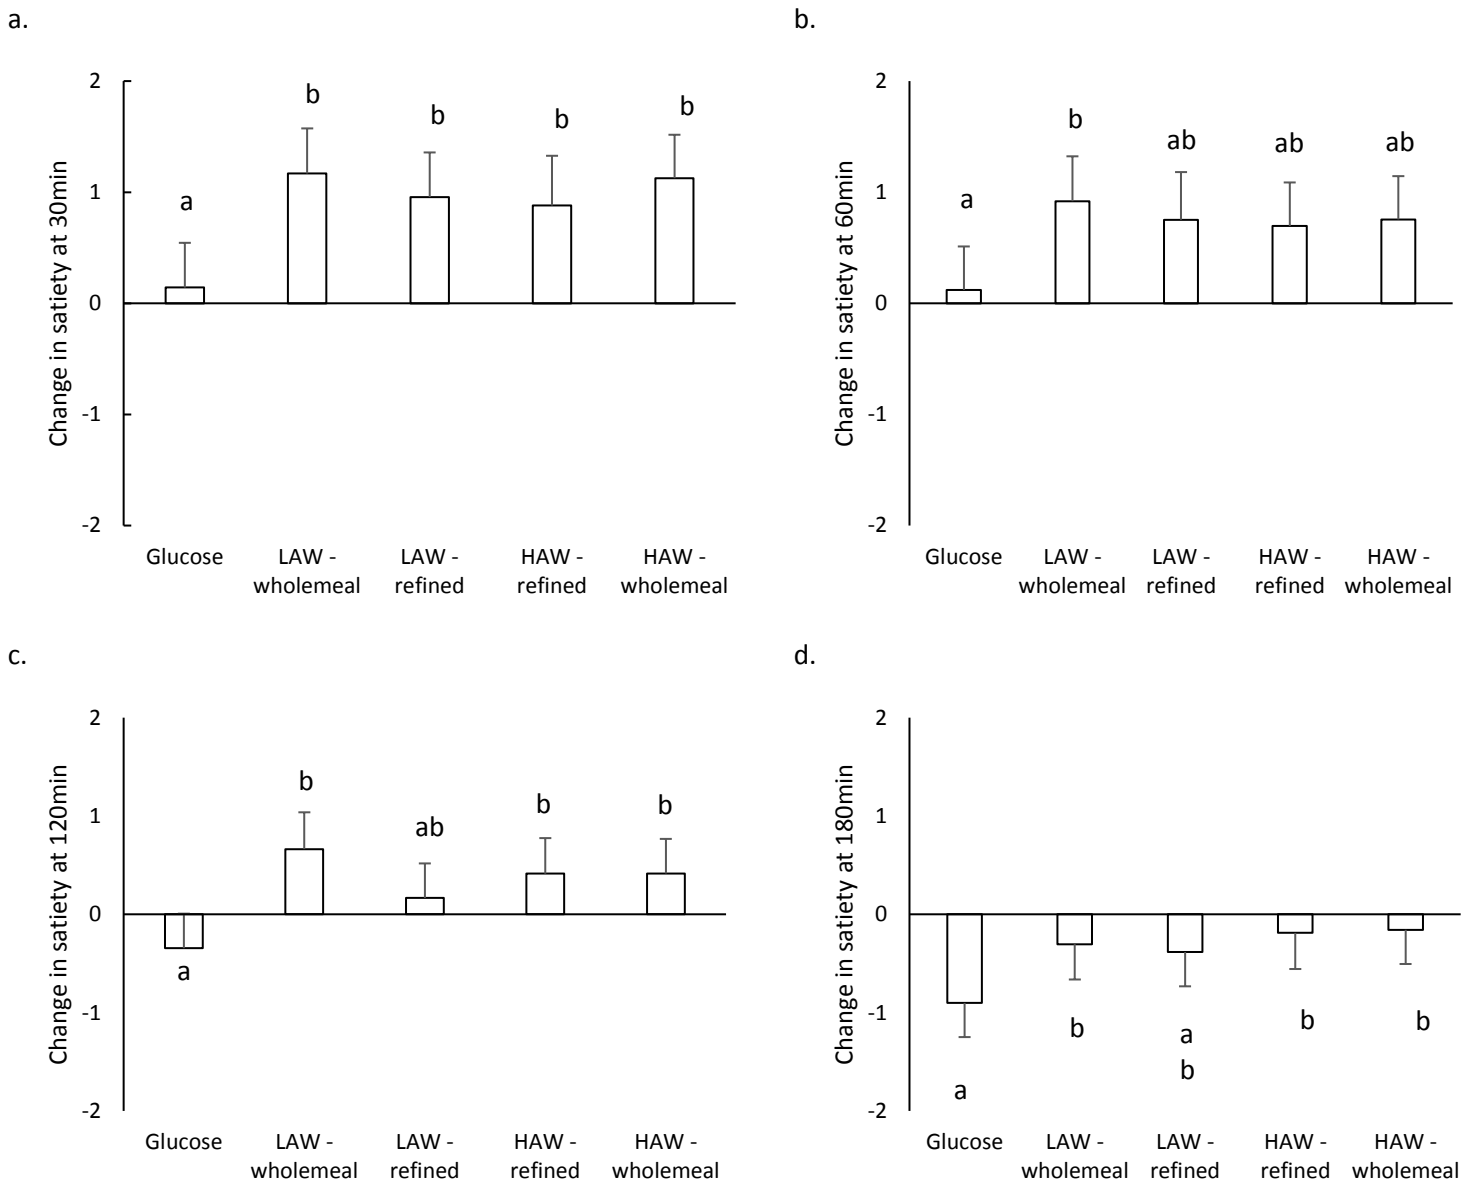 a.
Change in satiety at 30min
2
1
0
-1
-2
a
b
b
b
b
Glucose
LAW -
wholemeal
LAW -
refined
HAW -
refined
HAW -
wholemeal
b.
Change in satiety at 60min
2
1
0
-1
-2
a
b
ab
ab
ab
Glucose
LAW -
wholemeal
LAW -
refined
HAW -
refined
HAW -
wholemeal
c.
Change in satiety at 120min
2
1
0
-1
-2
a
b
ab
b
b
Glucose
LAW -
wholemeal
LAW -
refined
HAW -
refined
HAW -
wholemeal
d.
Change in satiety at 180min
2
1
0
-1
-2
a
b
a
b
b
b
Glucose
LAW -
wholemeal
LAW -
refined
HAW -
refined
HAW -
wholemeal